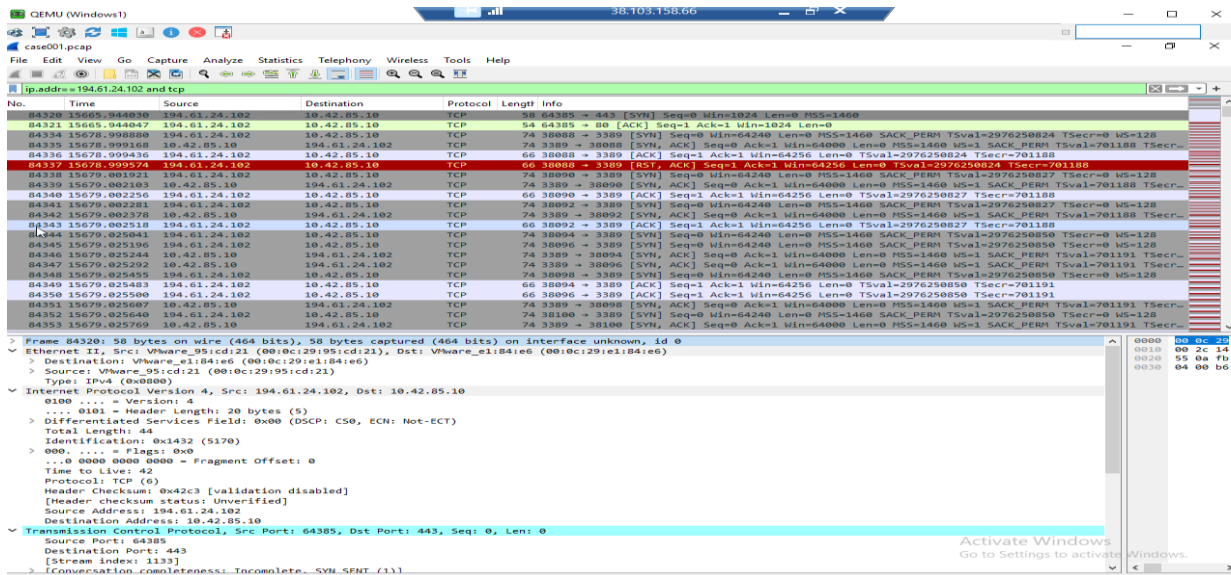 QEMU (Windows1)
38.103.158.66
case001.pcap
File Edit View Go Capture Analyze Statistics Telephony Wireless Tools Help
ip.addr==194.61.24.102 and tcp
No. Time Source Destination Protocol Lengtl Info
84320 15665.944030 194.61.24.102 10.42.85.10 TCP 58 64385 → 443 [SYN] Seq=0 Win=1024 Len=0 MSS=1460
84321 15665.944047 194.61.24.102 10.42.85.10 TCP 54 64385 → 80 [ACK] Seq=1 Ack=1 Win=1024 Len=0
84334 15678.998880 194.61.24.102 10.42.85.10 TCP 74 38088 → 3389 [SYN] Seq=0 Win=64240 Len=0 MSS=1460 SACK_PERM TSval=2976250824 TSecr=0 WS=128
84335 15678.999168 10.42.85.10 194.61.24.102 TCP 74 3389 → 38088 [SYN, ACK] Seq=0 Ack=1 Win=64000 Len=0 MSS=1460 WS=1 SACK_PERM TSval=701188 TSecr…
84336 15678.999436 194.61.24.102 10.42.85.10 TCP 66 38088 → 3389 [ACK] Seq=1 Ack=1 Win=64256 Len=0 TSval=2976250824 TSecr=701188
84337 15678.999574 194.61.24.102 10.42.85.10 TCP 66 38088 → 3389 [RST, ACK] Seq=1 Ack=1 Win=64256 Len=0 TSval=2976250824 TSecr=701188
84338 15679.001921 194.61.24.102 10.42.85.10 TCP 74 38090 → 3389 [SYN] Seq=0 Win=64240 Len=0 MSS=1460 SACK_PERM TSval=2976250827 TSecr=0 WS=128
84339 15679.002103 10.42.85.10 194.61.24.102 TCP 74 3389 → 38090 [SYN, ACK] Seq=0 Ack=1 Win=64000 Len=0 MSS=1460 WS=1 SACK_PERM TSval=701188 TSecr…
84340 15679.002256 194.61.24.102 10.42.85.10 TCP 66 38090 → 3389 [ACK] Seq=1 Ack=1 Win=64256 Len=0 TSval=2976250827 TSecr=701188
84341 15679.002281 194.61.24.102 10.42.85.10 TCP 74 38092 → 3389 [SYN] Seq=0 Win=64240 Len=0 MSS=1460 SACK_PERM TSval=2976250827 TSecr=0 WS=128
84342 15679.002378 10.42.85.10 194.61.24.102 TCP 74 3389 → 38092 [SYN, ACK] Seq=0 Ack=1 Win=64000 Len=0 MSS=1460 WS=1 SACK_PERM TSval=701188 TSecr…
84343 15679.002518 194.61.24.102 10.42.85.10 TCP 66 38092 → 3389 [ACK] Seq=1 Ack=1 Win=64256 Len=0 TSval=2976250827 TSecr=701188
84344 15679.025041 194.61.24.102 10.42.85.10 TCP 74 38094 → 3389 [SYN] Seq=0 Win=64240 Len=0 MSS=1460 SACK_PERM TSval=2976250850 TSecr=0 WS=128
84345 15679.025196 194.61.24.102 10.42.85.10 TCP 74 38096 → 3389 [SYN] Seq=0 Win=64240 Len=0 MSS=1460 SACK_PERM TSval=2976250850 TSecr=0 WS=128
84346 15679.025244 10.42.85.10 194.61.24.102 TCP 74 3389 → 38094 [SYN, ACK] Seq=0 Ack=1 Win=64000 Len=0 MSS=1460 WS=1 SACK_PERM TSval=701191 TSecr…
84347 15679.025292 10.42.85.10 194.61.24.102 TCP 74 3389 → 38096 [SYN, ACK] Seq=0 Ack=1 Win=64000 Len=0 MSS=1460 WS=1 SACK_PERM TSval=701191 TSecr…
84348 15679.025455 194.61.24.102 10.42.85.10 TCP 74 38098 → 3389 [SYN] Seq=0 Win=64240 Len=0 MSS=1460 SACK_PERM TSval=2976250850 TSecr=0 WS=128
84349 15679.025483 194.61.24.102 10.42.85.10 TCP 66 38094 → 3389 [ACK] Seq=1 Ack=1 Win=64256 Len=0 TSval=2976250850 TSecr=701191
84350 15679.025500 194.61.24.102 10.42.85.10 TCP 66 38096 → 3389 [ACK] Seq=1 Ack=1 Win=64256 Len=0 TSval=2976250850 TSecr=701191
84351 15679.025607 10.42.85.10 194.61.24.102 TCP 74 3389 → 38098 [SYN, ACK] Seq=0 Ack=1 Win=64000 Len=0 MSS=1460 WS=1 SACK_PERM TSval=701191 TSecr…
84352 15679.025640 194.61.24.102 10.42.85.10 TCP 74 38100 → 3389 [SYN] Seq=0 Win=64240 Len=0 MSS=1460 SACK_PERM TSval=2976250850 TSecr=0 WS=128
84353 15679.025769 10.42.85.10 194.61.24.102 TCP 74 3389 → 38100 [SYN, ACK] Seq=0 Ack=1 Win=64000 Len=0 MSS=1460 WS=1 SACK_PERM TSval=701191 TSecr…
Frame 84320: 58 bytes on wire (464 bits), 58 bytes captured (464 bits) on interface unknown, id 0
Ethernet II, Src: VMware_95:cd:21 (00:0c:29:95:cd:21), Dst: VMware_e1:84:e6 (00:0c:29:e1:84:e6)
Destination: VMware_e1:84:e6 (00:0c:29:e1:84:e6)
Source: VMware_95:cd:21 (00:0c:29:95:cd:21)
Type: IPv4 (0x0800)
Internet Protocol Version 4, Src: 194.61.24.102, Dst: 10.42.85.10
0100 .... = Version: 4
.... 0101 = Header Length: 20 bytes (5)
Differentiated Services Field: 0x00 (DSCP: CS0, ECN: Not-ECT)
Total Length: 44
Identification: 0x1432 (5170)
000. .... = Flags: 0x0
...0 0000 0000 0000 = Fragment Offset: 0
Time to Live: 42
Protocol: TCP (6)
Header Checksum: 0x42c3 [validation disabled]
[Header checksum status: Unverified]
Source Address: 194.61.24.102
Destination Address: 10.42.85.10
Transmission Control Protocol, Src Port: 64385, Dst Port: 443, Seq: 0, Len: 0
Source Port: 64385
Destination Port: 443
[Stream index: 1133]
[Conversation completeness: Incomplete, SYN_SENT (1)]
0000 00 0c 29
0010 00 2c 14
0020 55 0a fb
0030 04 00 b6
Activate Windows
Go to Settings to activate Windows.